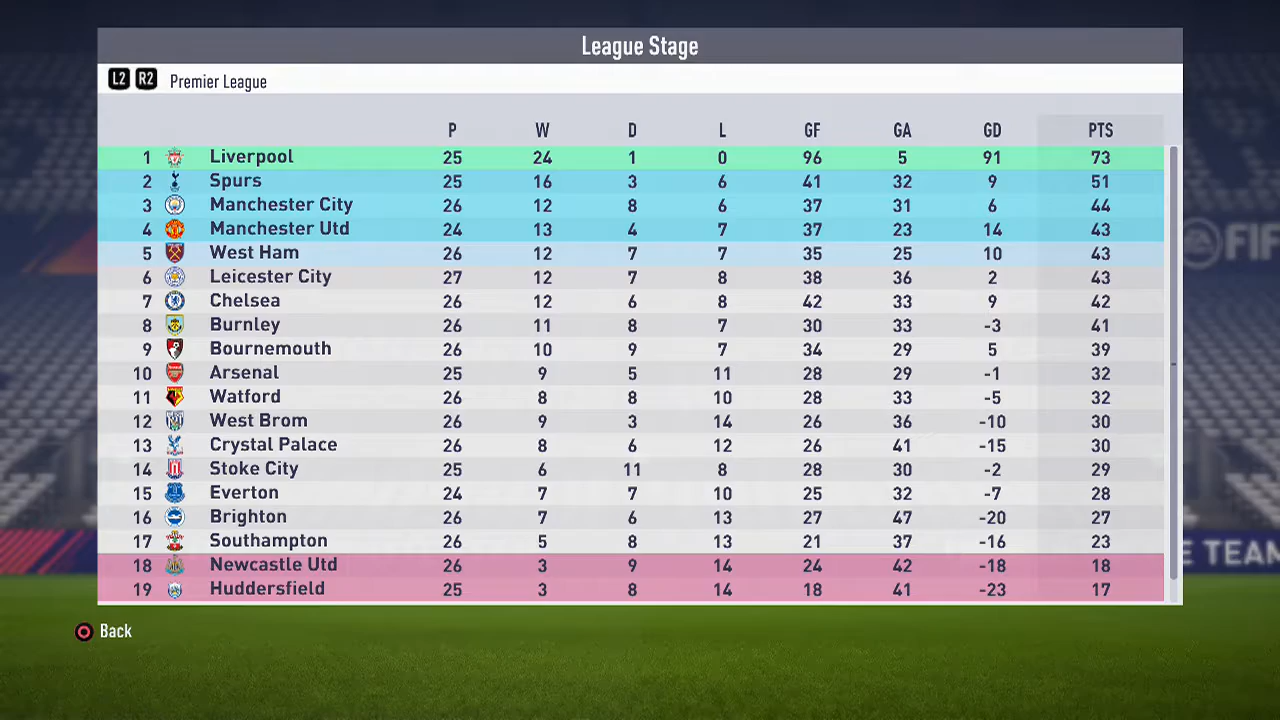 League Stage
L2 R2 Premier League
P W D L GF GA GD PTS
1 Liverpool 25 24 1 0 96 5 91 73
2 Spurs 25 16 3 6 41 32 9 51
3 Manchester City 26 12 8 6 37 31 6 44
4 Manchester Utd 24 13 4 7 37 23 14 43
5 West Ham 26 12 7 7 35 25 10 43
6 Leicester City 27 12 7 8 38 36 2 43
7 Chelsea 26 12 6 8 42 33 9 42
8 Burnley 26 11 8 7 30 33 -3 41
9 Bournemouth 26 10 9 7 34 29 5 39
10 Arsenal 25 9 5 11 28 29 -1 32
11 Watford 26 8 8 10 28 33 -5 32
12 West Brom 26 9 3 14 26 36 -10 30
13 Crystal Palace 26 8 6 12 26 41 -15 30
14 Stoke City 25 6 11 8 28 30 -2 29
15 Everton 24 7 7 10 25 32 -7 28
16 Brighton 26 7 6 13 27 47 -20 27
17 Southampton 26 5 8 13 21 37 -16 23
18 Newcastle Utd 26 3 9 14 24 42 -18 18
19 Huddersfield 25 3 8 14 18 41 -23 17
Back
EA FIF
E TEAM